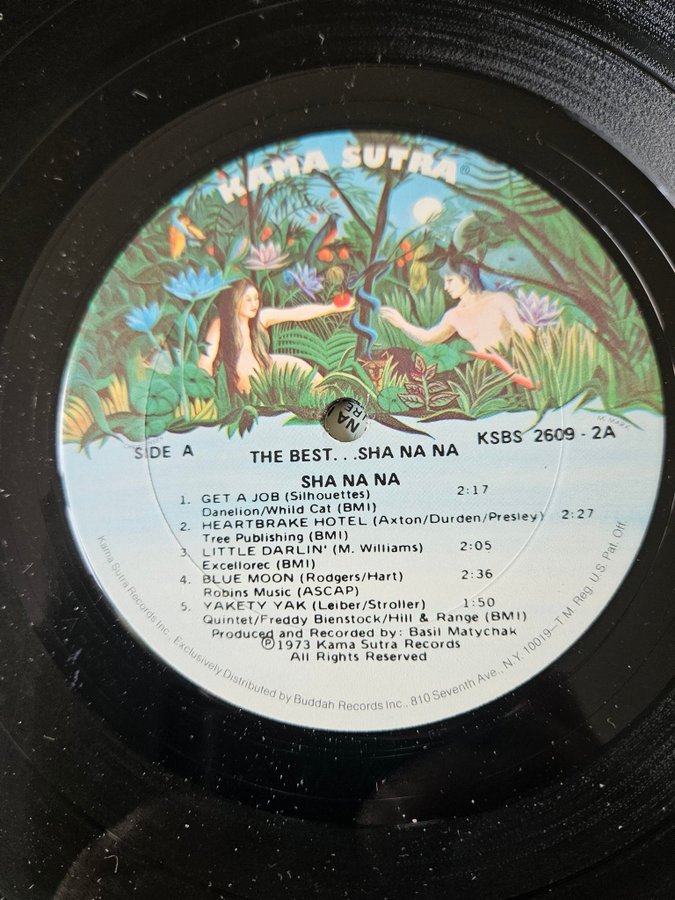 KAMA SUTRA®
SIDE A
THE BEST. . .SHA NA NA
KSBS 2609 - 2A
SHA NA NA
1. GET A JOB (Silhouettes) 2:17
Danelion/Whild Cat (BMI)
2. HEARTBRAKE HOTEL (Axton/Durden/Presley) 2:27
Tree Publishing (BMI)
3. LITTLE DARLIN' (M. Williams) 2:05
Excellorec (BMI)
4. BLUE MOON (Rodgers/Hart) 2:36
Robins Music (ASCAP)
5. YAKETY YAK (Leiber/Stroller) 1:50
Quintet/Freddy Bienstock/Hill & Range (BMI)
Produced and Recorded by: Basil Matychak
℗1973 Kama Sutra Records
All Rights Reserved
Kama Sutra Records Inc., Exclusively Distributed by Buddah Records Inc., 810 Seventh Ave., N.Y. 10019—T.M. Reg. U.S. Pat. Off.